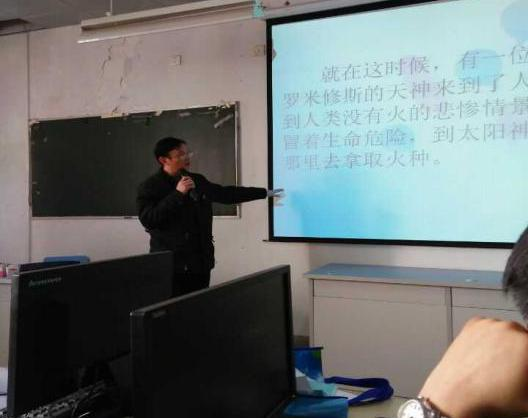 就在这时候，有一位
罗米修斯的天神来到了人
到人类没有火的悲惨情景
冒着生命危险，到太阳神
那里去拿取火种。
lenovo